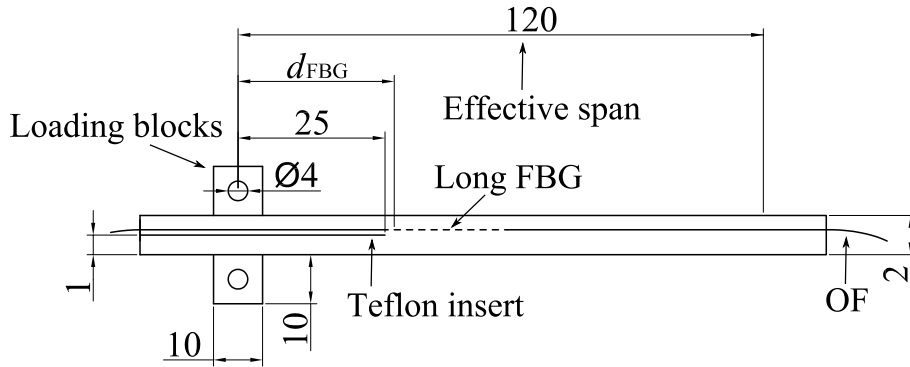 120
dFBG
Effective span
25
Loading blocks
Ø4
Long FBG
1
Teflon insert
OF
2
10
10